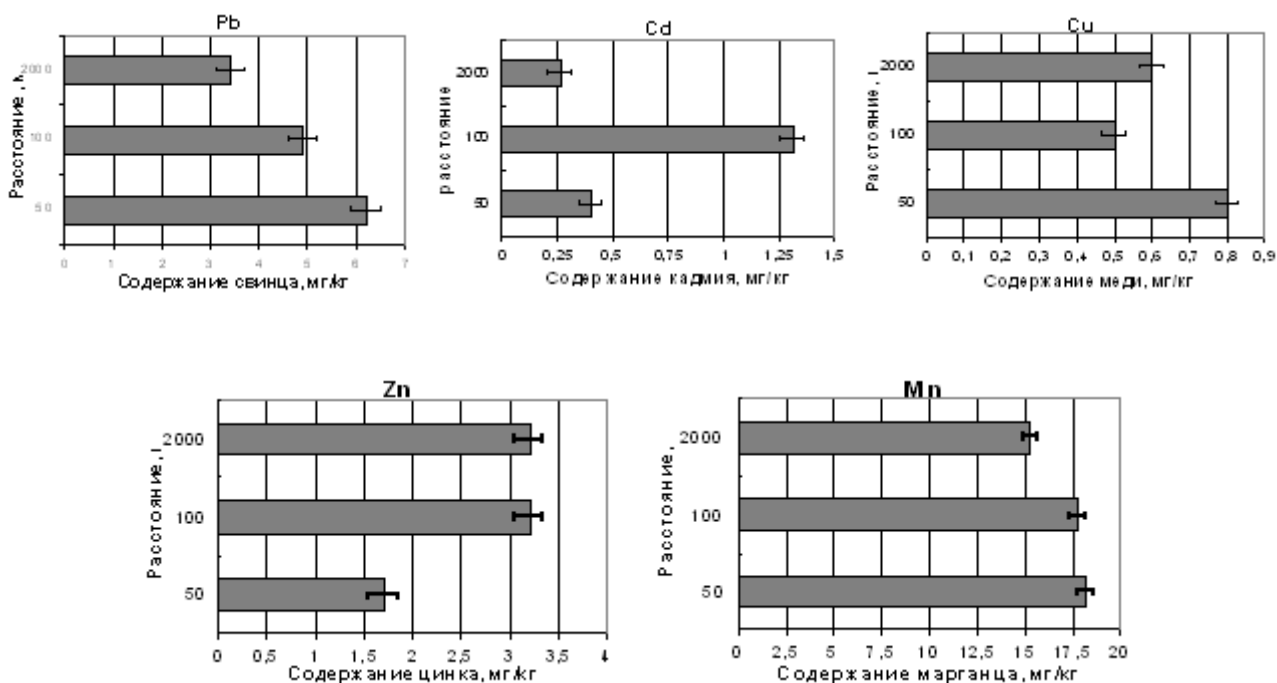 Pb
Расстояние, м
2000
100
50
0 1 2 3 4 5 6 7
Содержание свинца, мг/кг
Cd
расстояние
2000
100
50
0 0,25 0,5 0,75 1 1,25 1,5
Содержание кадмия, мг/кг
Cu
Расстояние,
2000
100
50
0 0,1 0,2 0,3 0,4 0,5 0,6 0,7 0,8 0,9
Содержание меди, мг/кг
Zn
Расстояние,
2000
100
50
0 0,5 1 1,5 2 2,5 3 3,5 4
Содержание цинка, мг/кг
Mn
Расстояние,
2000
100
50
0 2,5 5 7,5 10 12,5 15 17,5 20
Содержание марганца, мг/кг